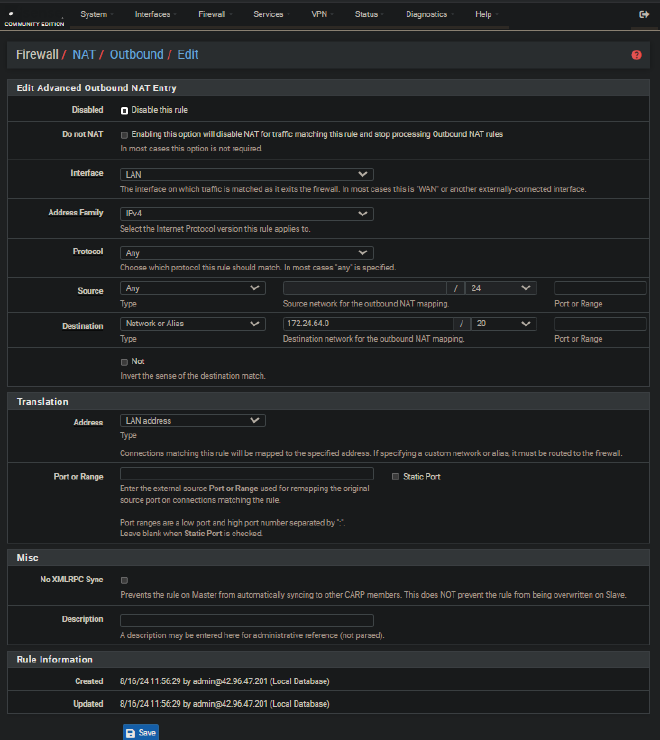 System Interfaces Firewall Services VPN Status Diagnostics Help
COMMUNITY EDITION
Firewall / NAT / Outbound / Edit
Edit Advanced Outbound NAT Entry
Disabled Disable this rule
Do not NAT Enabling this option will disable NAT for traffic matching this rule and stop processing Outbound NAT rules
In most cases this option is not required.
Interface LAN
The interface on which traffic is matched as it exits the firewall. In most cases this is "WAN" or another externally-connected interface.
Address Family IPv4
Select the Internet Protocol version this rule applies to.
Protocol Any
Choose which protocol this rule should match. In most cases "any" is specified.
Source Any / 24
Type Source network for the outbound NAT mapping. Port or Range
Destination Network or Alias 172.24.64.0 / 20
Type Destination network for the outbound NAT mapping. Port or Range
Not
Invert the sense of the destination match.
Translation
Address LAN address
Type
Connections matching this rule will be mapped to the specified address. If specifying a custom network or alias, it must be routed to the firewall.
Port or Range Static Port
Enter the external source Port or Range used for remapping the original
source port on connections matching the rule.
Port ranges are a low port and high port number separated by ":".
Leave blank when Static Port is checked.
Misc
No XMLRPC Sync
Prevents the rule on Master from automatically syncing to other CARP members. This does NOT prevent the rule from being overwritten on Slave.
Description
A description may be entered here for administrative reference (not parsed).
Rule Information
Created 8/16/24 11:56:29 by admin@42.96.47.201 (Local Database)
Updated 8/16/24 11:56:29 by admin@42.96.47.201 (Local Database)
Save